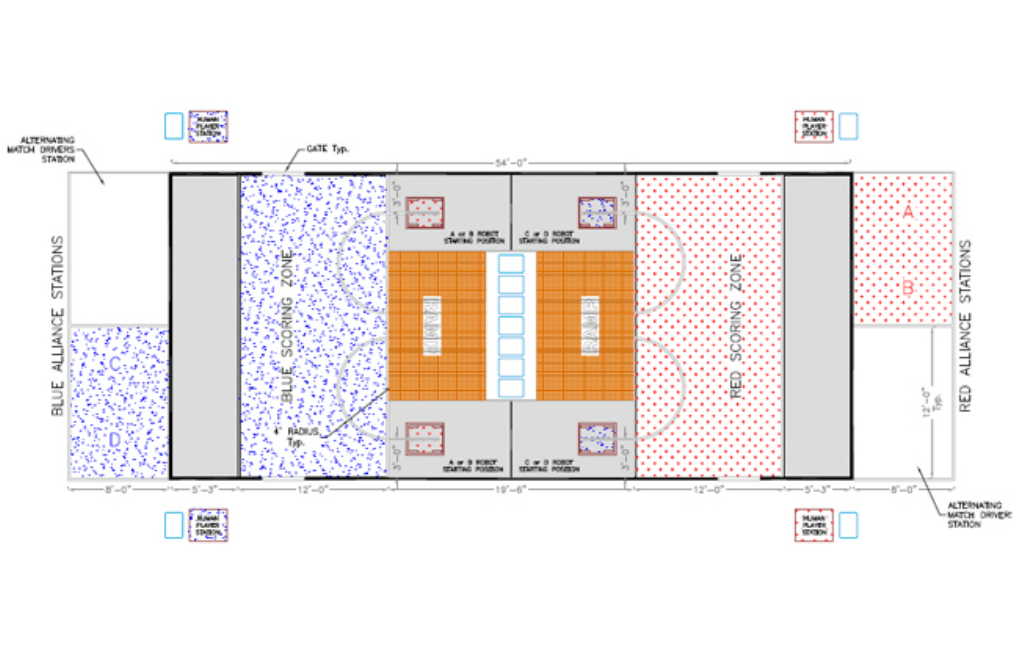 HUMAN
PLAYER
STATION
HUMAN
PLAYER
STATION
ALTERNATING
MATCH DRIVERS
STATION
GATE Typ.
54'-0"
3'-0"
3'-0"
A or B ROBOT
STARTING POSITION
C or D ROBOT
STARTING POSITION
A
B
BLUE ALLIANCE STATIONS
BLUE SCORING ZONE
RED SCORING ZONE
RED ALLIANCE STATIONS
C
D
12'-0"
Typ.
4' RADIUS
Typ.
3'-0"
3'-0"
A or B ROBOT
STARTING POSITION
C or D ROBOT
STARTING POSITION
8'-0"
5'-3"
12'-0"
19'-6"
12'-0"
5'-3"
8'-0"
ALTERNATING
MATCH DRIVER
STATION
HUMAN
PLAYER
STATION
HUMAN
PLAYER
STATION